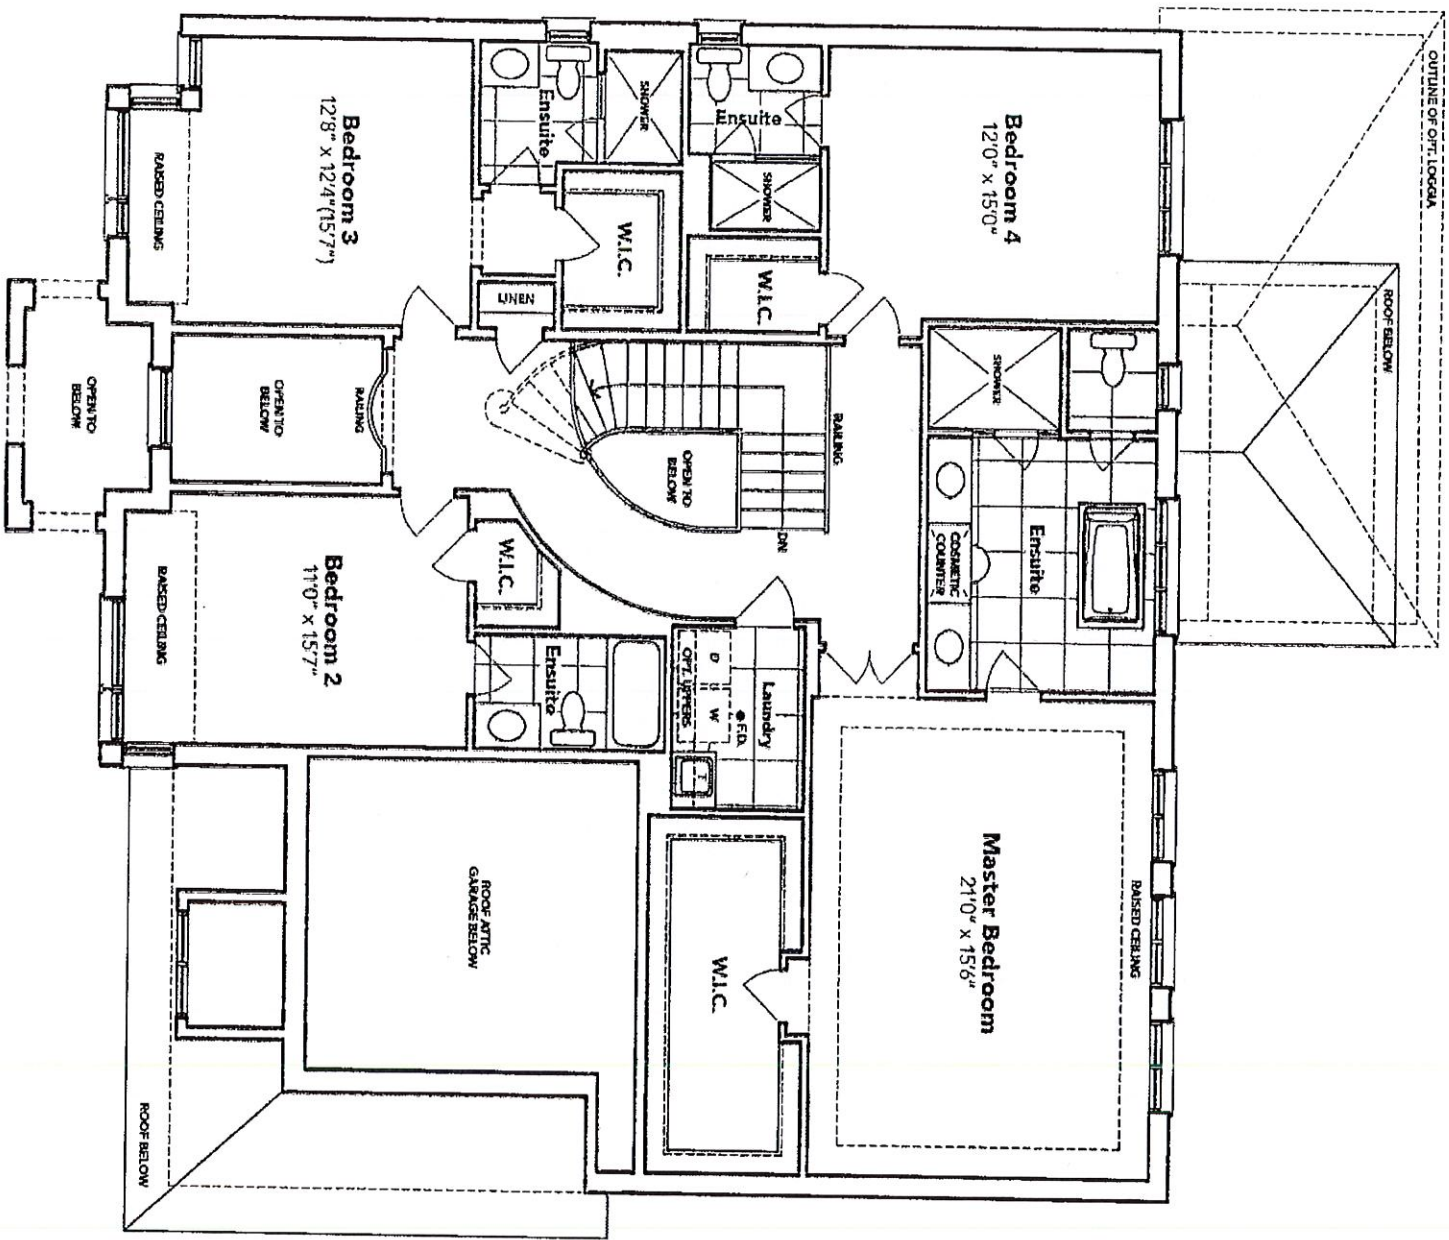 OUTLINE OF OPT. LOGGIA
ROOF BELOW
Bedroom 4
12'0" x 15'0"
Ensuite
SHOWER
W.I.C.
SHOWER
Ensuite
COSMETIC
COUNTER
RAISED CEILING
Master Bedroom
21'0" x 15'6"
W.I.C.
Laundry
F.D.
D
W
OPT. UPPERS
T
RAILING
DN
OPEN TO
BELOW
SHOWER
Ensuite
W.I.C.
LINEN
Bedroom 3
12'8" x 12'4"(15'7")
RAISED CEILING
RAILING
OPEN TO
BELOW
OPEN TO
BELOW
W.I.C.
Ensuite
Bedroom 2
11'0" x 15'7"
RAISED CEILING
ROOF ATTIC
GARAGE BELOW
ROOF BELOW